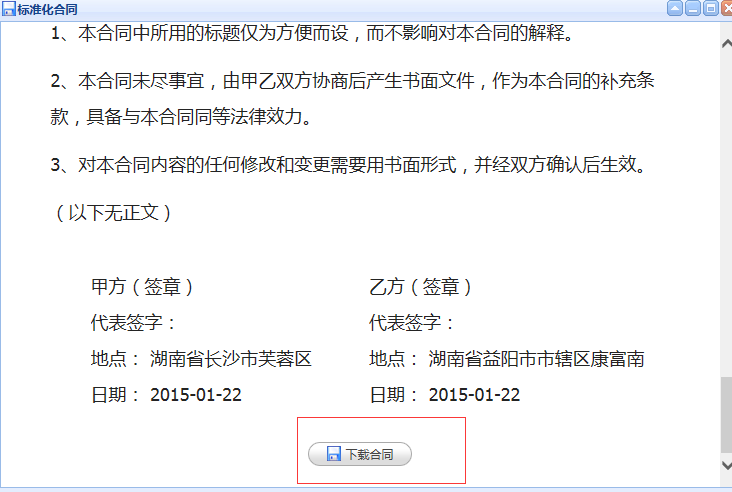 标准化合同
1、本合同中所用的标题仅为方便而设，而不影响对本合同的解释。
2、本合同未尽事宜，由甲乙双方协商后产生书面文件，作为本合同的补充条
款，具备与本合同同等法律效力。
3、对本合同内容的任何修改和变更需要用书面形式，并经双方确认后生效。
（以下无正文）
甲方（签章） 乙方（签章）
代表签字： 代表签字：
地点： 湖南省长沙市芙蓉区 地点： 湖南省益阳市市辖区康富南
日期： 2015-01-22 日期： 2015-01-22
下载合同